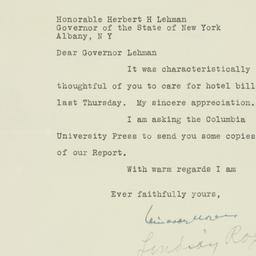 Honorable Herbert H Lehman
Governor of the State of New York
Albany, N Y
Dear Governor Lehman
It was characteristically
thoughtful of you to care for hotel bill
last Thursday. My sincere appreciation.
I am asking the Columbia
University Press to send you some copies
of our Report.
With warm regards I am
Ever faithfully yours,
Lindsay Rog